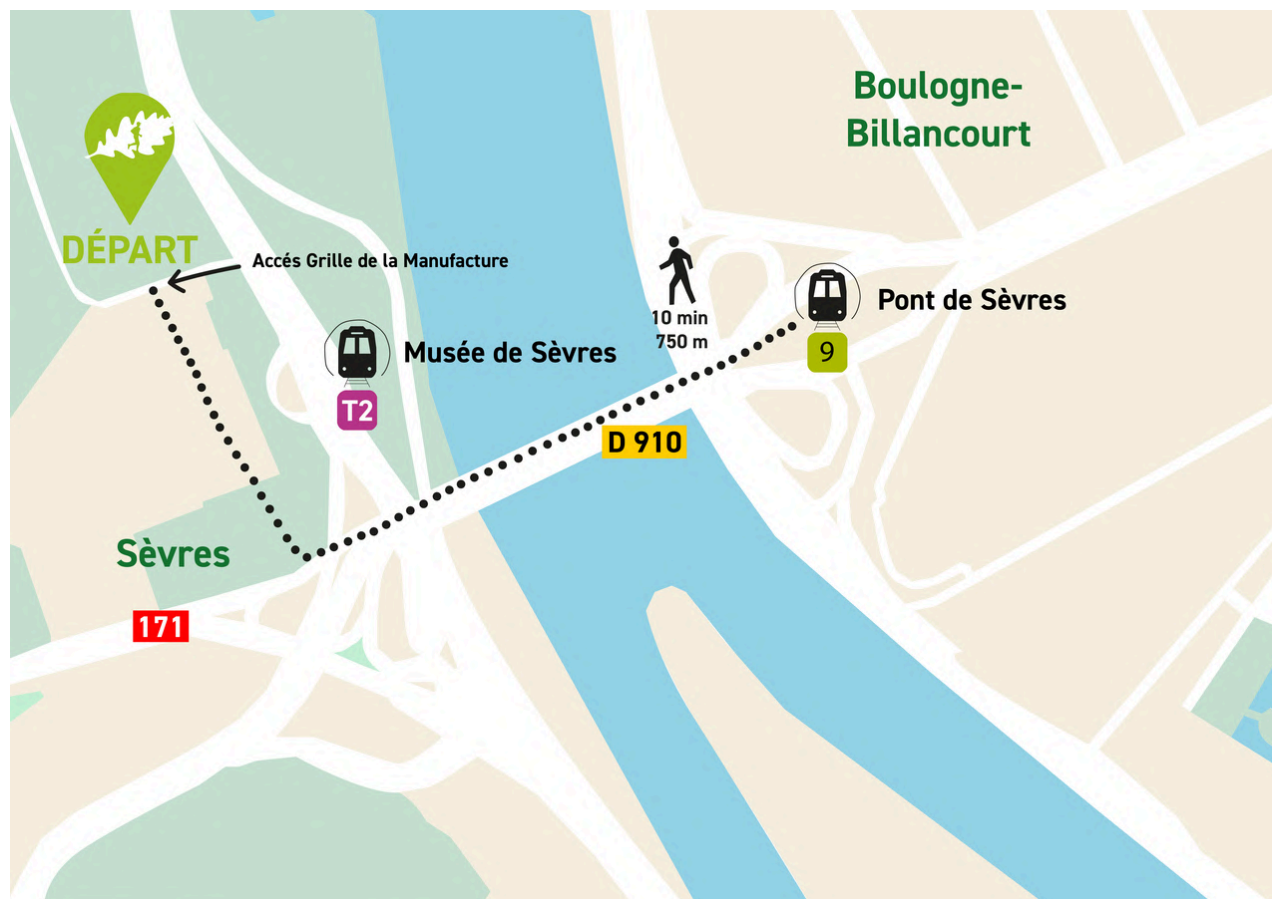 Boulogne-
Billancourt
DÉPART
Accés Grille de la Manufacture
10 min
750 m
Pont de Sèvres
9
Musée de Sèvres
T2
D 910
Sèvres
171